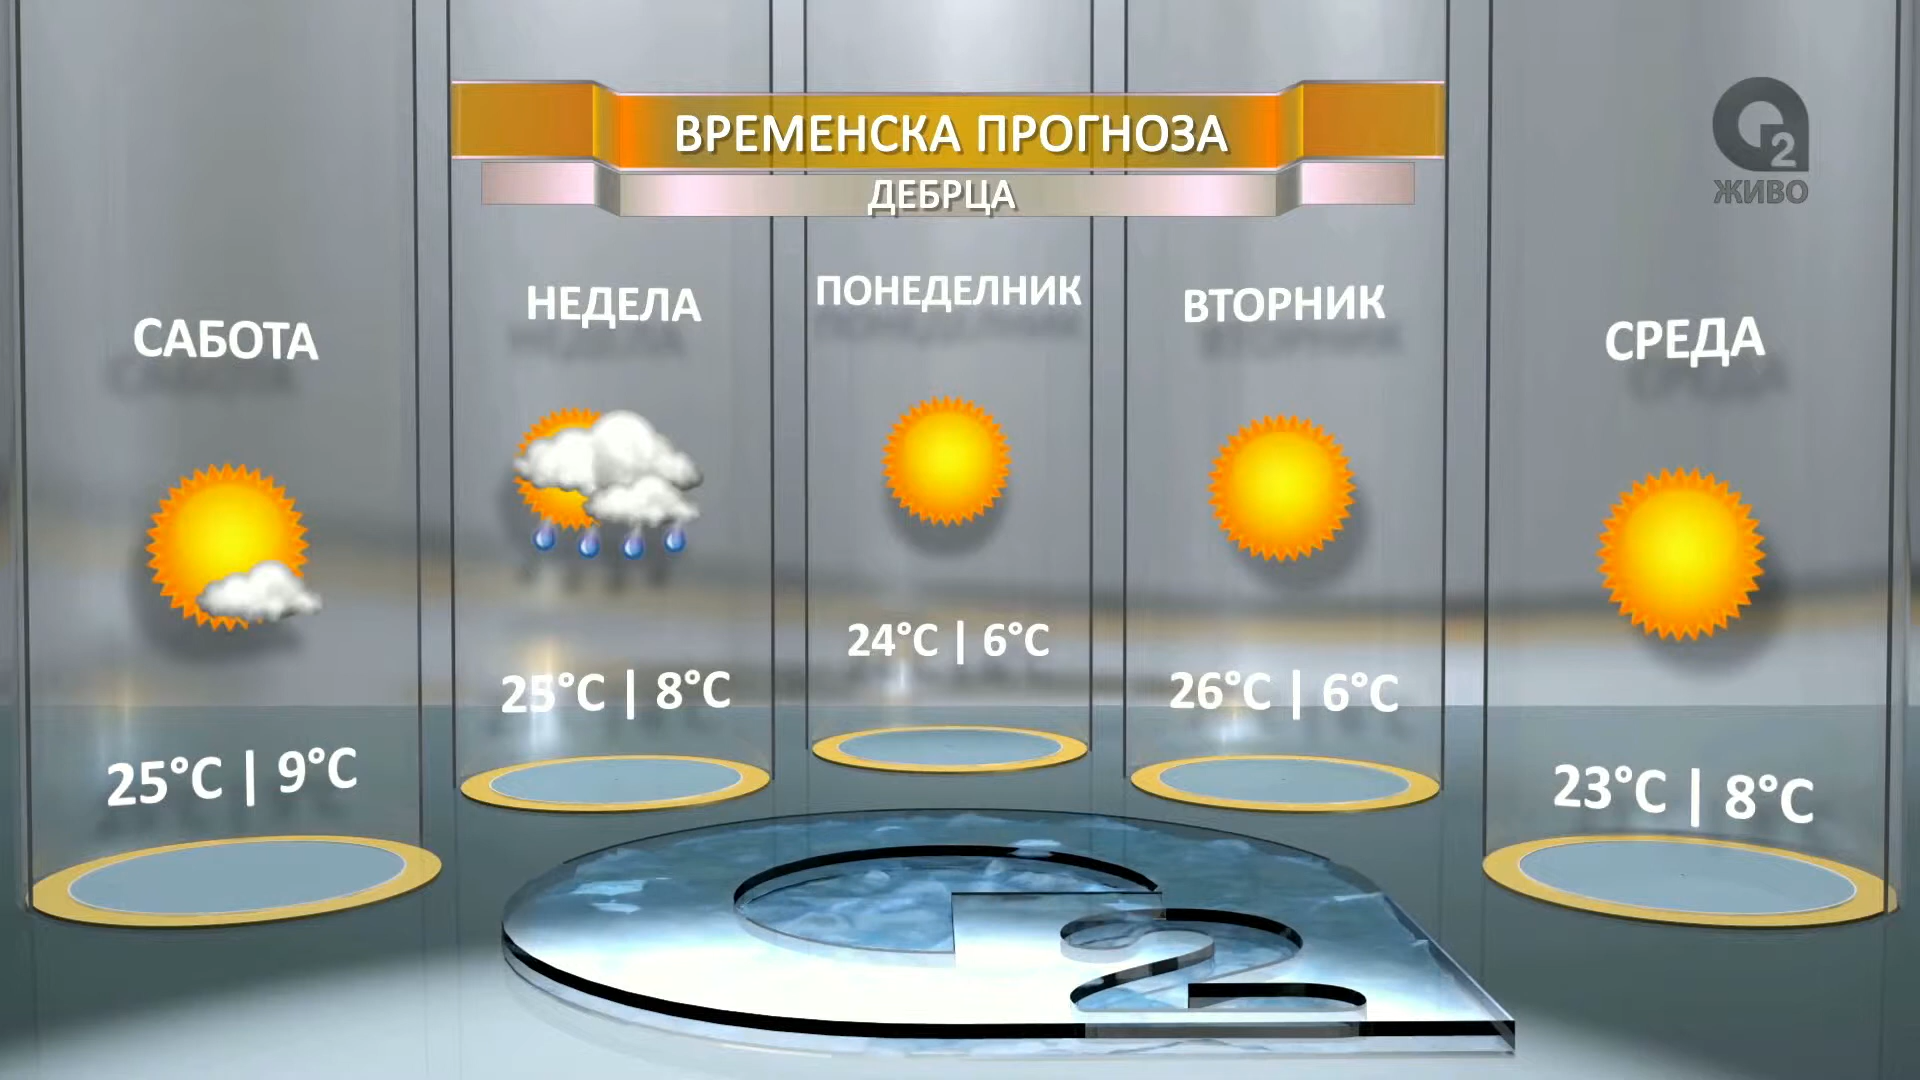 ВРЕМЕНСКА ПРОГНОЗА
ДЕБРЦА
2
ЖИВО
САБОТА
НЕДЕЛА
ПОНЕДЕЛНИК
ВТОРНИК
СРЕДА
25°C | 9°C
25°C | 8°C
24°C | 6°C
26°C | 6°C
23°C | 8°C
2